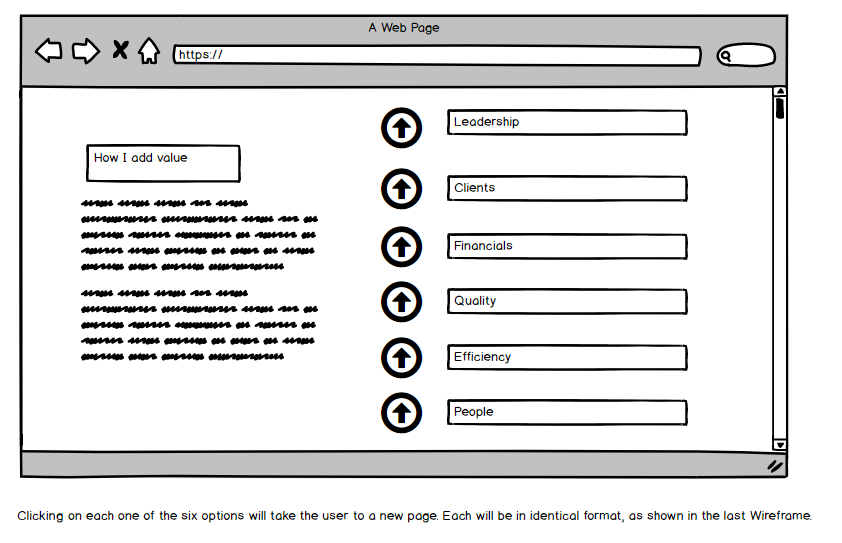 A Web Page
https://
How I add value
Leadership
Clients
Financials
Quality
Efficiency
People
Clicking on each one of the six options will take the user to a new page. Each will be in identical format, as shown in the last Wireframe.